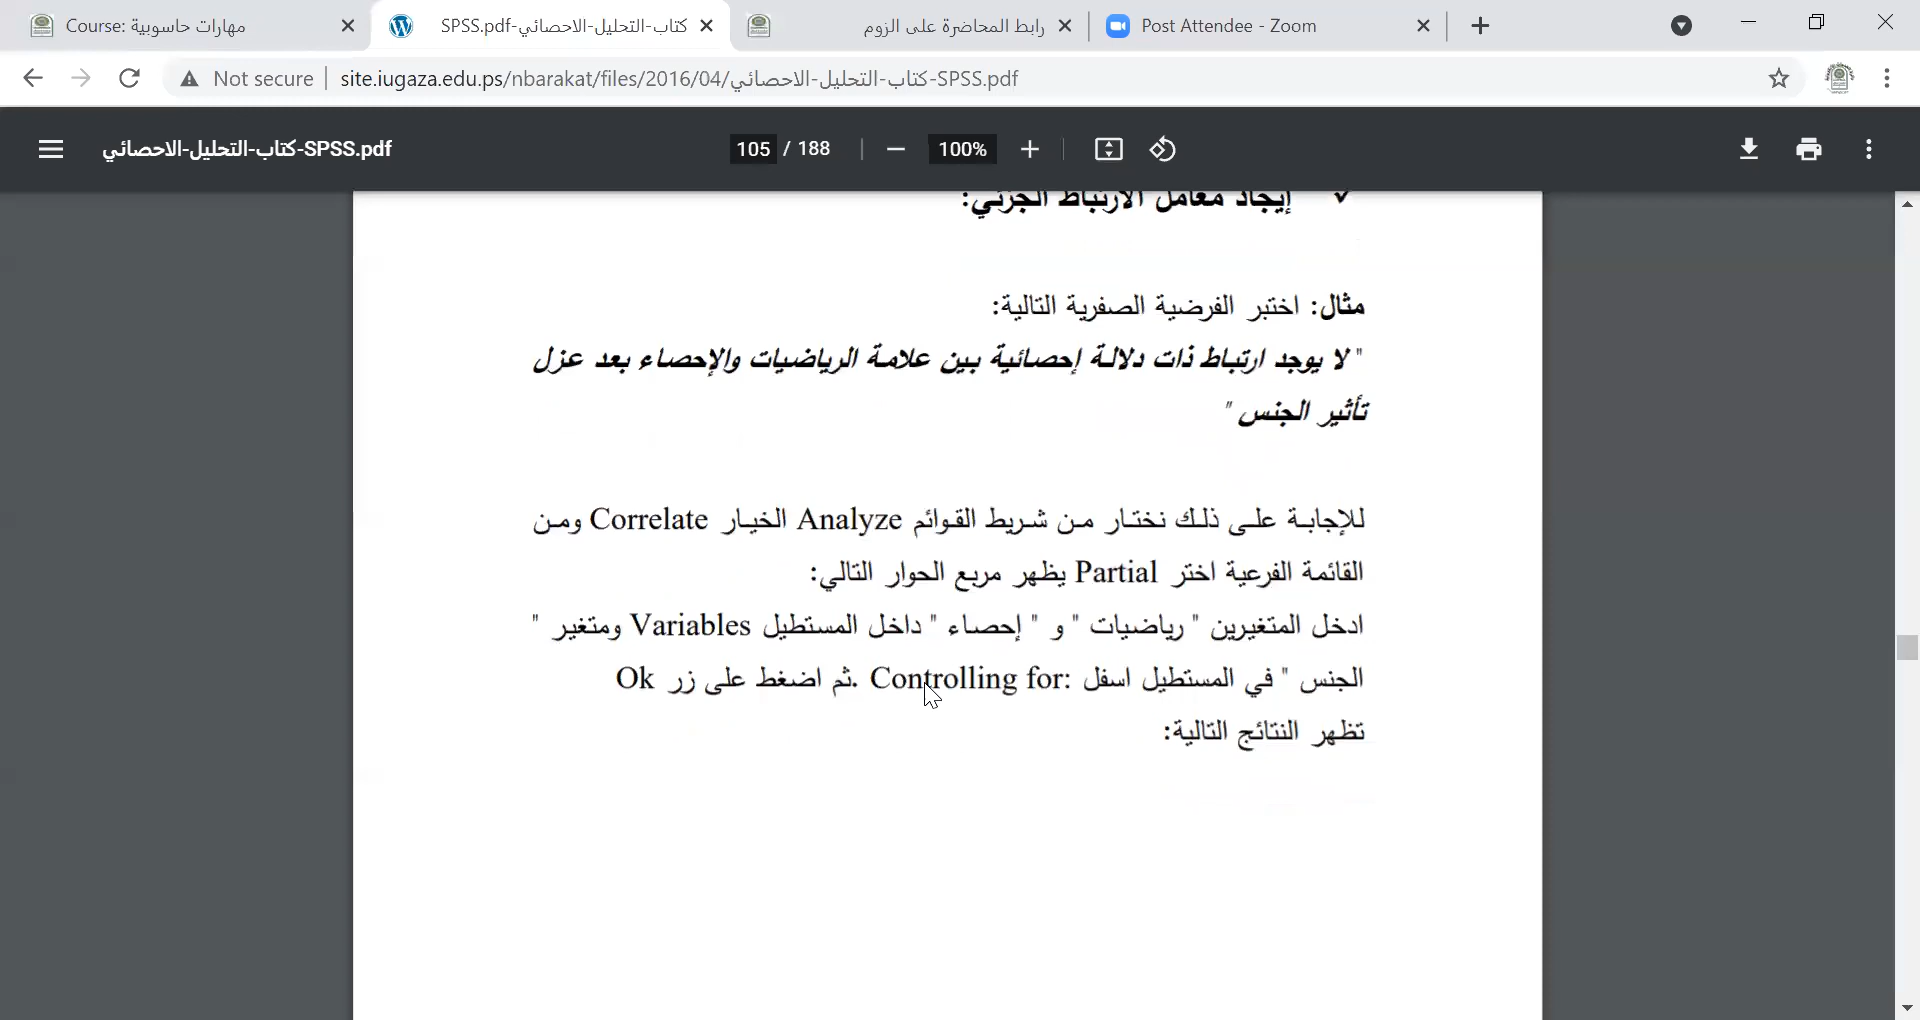 Course: مهارات حاسوبية
كتاب-التحليل-الاحصائي-SPSS.pdf
رابط المحاضرة على الزوم
Post Attendee - Zoom
Not secure
site.iugaza.edu.ps/nbarakat/files/2016/04/كتاب-التحليل-الاحصائي-SPSS.pdf
كتاب-التحليل-الاحصائي-SPSS.pdf
105 / 188
100%
✓ إيجاد معامل الارتباط الجزئي:
مثال: اختبر الفرضية الصفرية التالية:
" لا يوجد ارتباط ذات دلالة إحصائية بين علامة الرياضيات والإحصاء بعد عزل
تأثير الجنس "
للإجابة على ذلك نختار من شريط القوائم Analyze الخيار Correlate ومن
القائمة الفرعية اختر Partial يظهر مربع الحوار التالي:
ادخل المتغيرين " رياضيات " و " إحصاء " داخل المستطيل Variables ومتغير "
الجنس " في المستطيل اسفل Controlling for: .ثم اضغط على زر Ok
تظهر النتائج التالية: